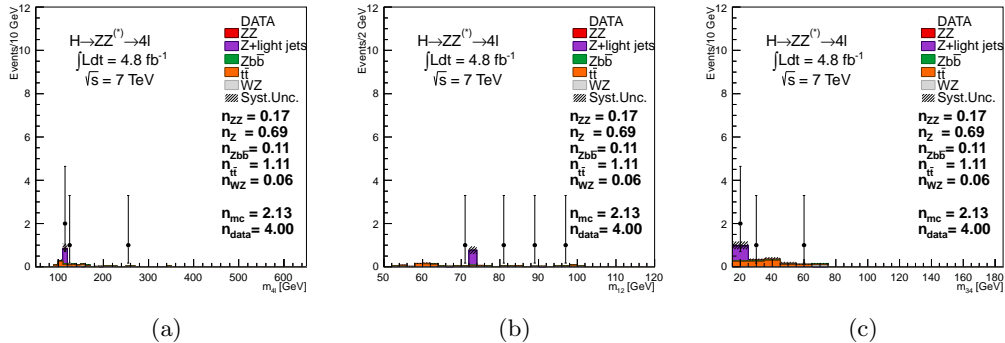 Events/10 GeV
12
10
8
6
4
2
0
H→ZZ(*)→4l
∫Ldt = 4.8 fb-1
√s = 7 TeV
DATA
ZZ
Z+light jets
Zbb̅
tt̅
WZ
Syst.Unc.
nZZ = 0.17
nZ = 0.69
nZbb̅ = 0.11
ntt̅ = 1.11
nWZ = 0.06
nmc = 2.13
ndata = 4.00
100 200 300 400 500 600
m4l [GeV]
(a)
Events/2 GeV
12
10
8
6
4
2
0
H→ZZ(*)→4l
∫Ldt = 4.8 fb-1
√s = 7 TeV
DATA
ZZ
Z+light jets
Zbb̅
tt̅
WZ
Syst.Unc.
nZZ = 0.17
nZ = 0.69
nZbb̅ = 0.11
ntt̅ = 1.11
nWZ = 0.06
nmc = 2.13
ndata = 4.00
50 60 70 80 90 100 110 120
m12 [GeV]
(b)
Events/10 GeV
12
10
8
6
4
2
0
H→ZZ(*)→4l
∫Ldt = 4.8 fb-1
√s = 7 TeV
DATA
ZZ
Z+light jets
Zbb̅
tt̅
WZ
Syst.Unc.
nZZ = 0.17
nZ = 0.69
nZbb̅ = 0.11
ntt̅ = 1.11
nWZ = 0.06
nmc = 2.13
ndata = 4.00
20 40 60 80 100 120 140 160 180
m34 [GeV]
(c)